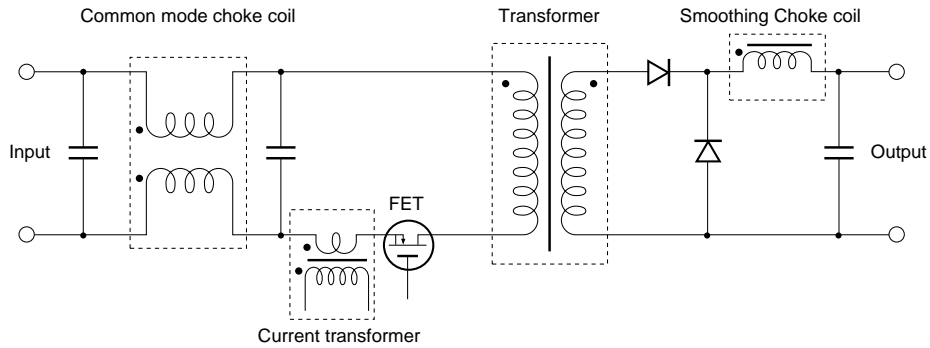 Common mode choke coil
Transformer
Smoothing Choke coil
Input
Output
FET
Current transformer